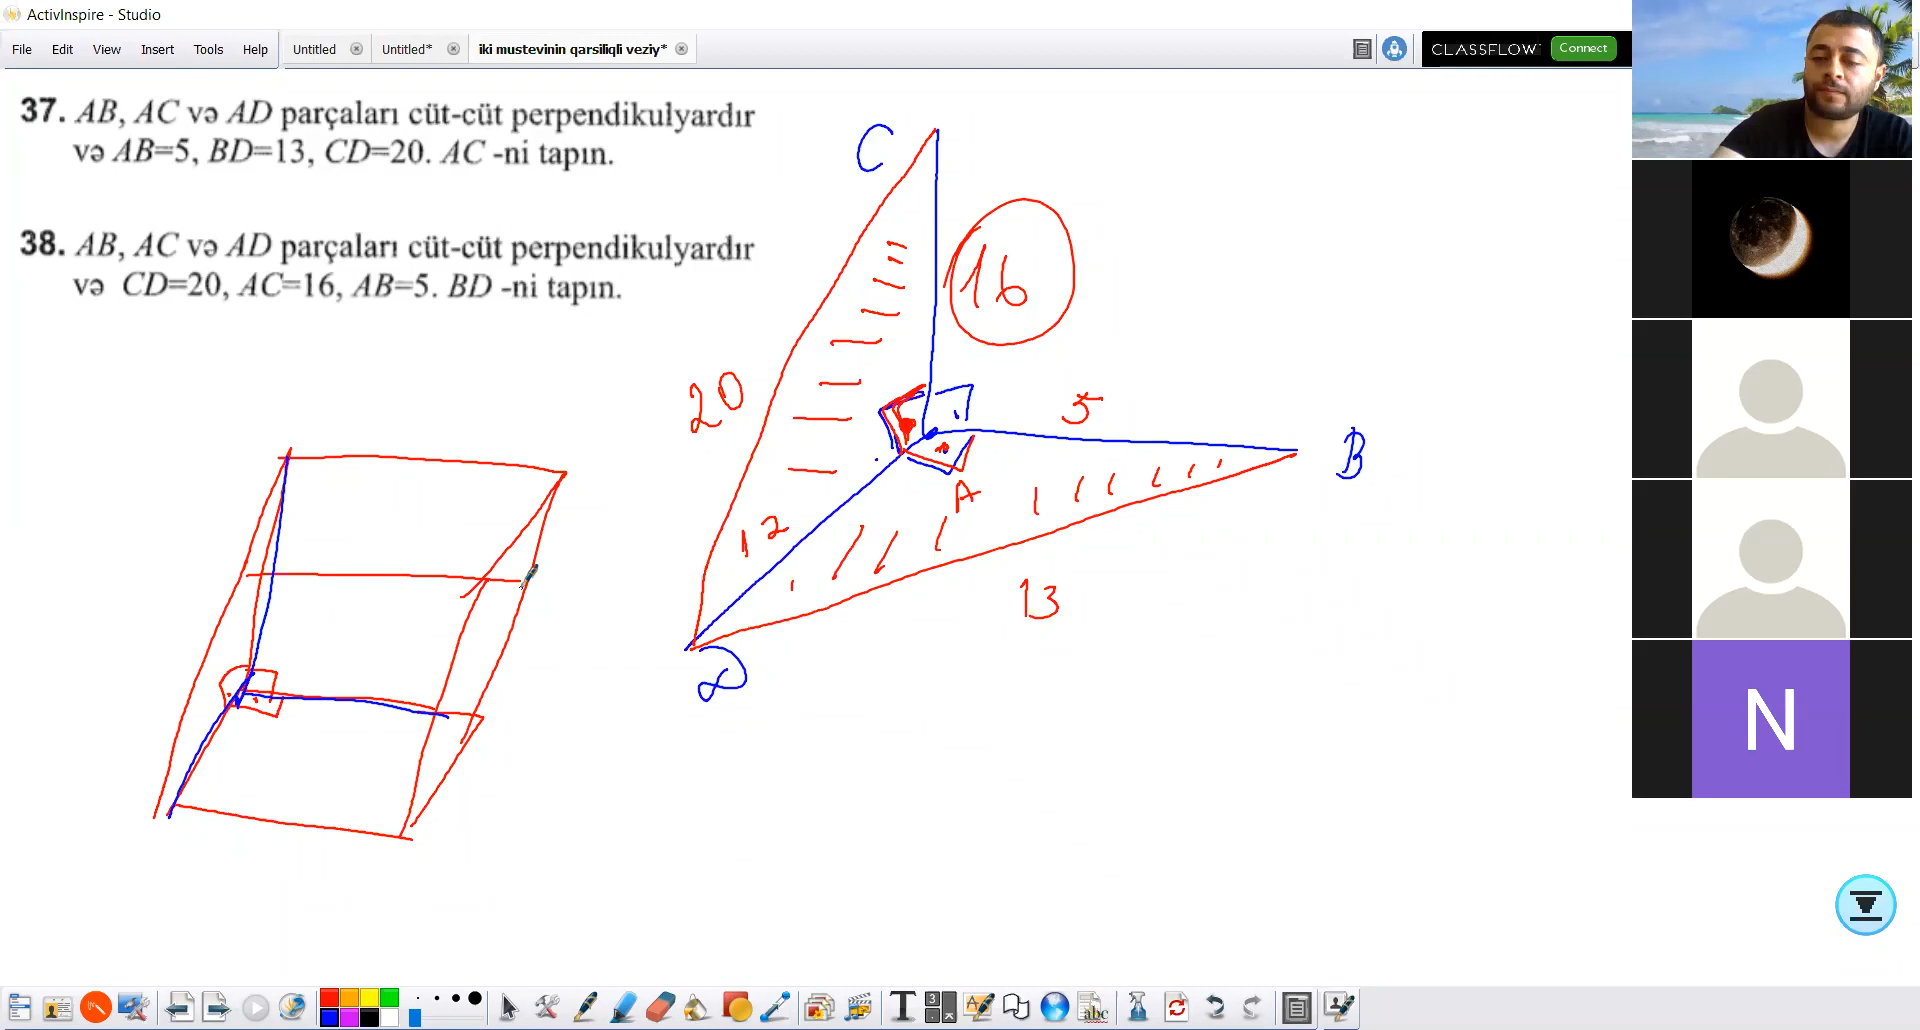 ActivInspire - Studio
File Edit View Insert Tools Help
Untitled
Untitled*
iki mustevinin qarsiliqli veziy*
CLASSFLOW
Connect
37. AB, AC və AD parçaları cüt-cüt perpendikulyardır
və AB=5, BD=13, CD=20. AC -ni tapın.
38. AB, AC və AD parçaları cüt-cüt perpendikulyardır
və CD=20, AC=16, AB=5. BD -ni tapın.
C
16
20
5
B
A
12
13
D
N
T
3
abc